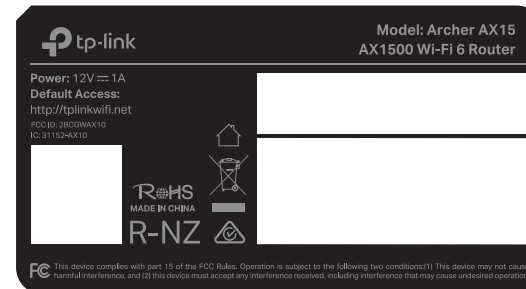 tp-link
Model: Archer AX15
AX1500 Wi-Fi 6 Router
Power: 12V ⎓ 1A
Default Access:
http://tplinkwifi.net
FCC ID: 2BCGWAX10
IC: 31152-AX10
RoHS
MADE IN CHINA
R-NZ
FC This device complies with part 15 of the FCC Rules. Operation is subject to the following two conditions:(1) This device may not cause
harmful interference, and (2) this device must accept any interference received, including interference that may cause undesired operation